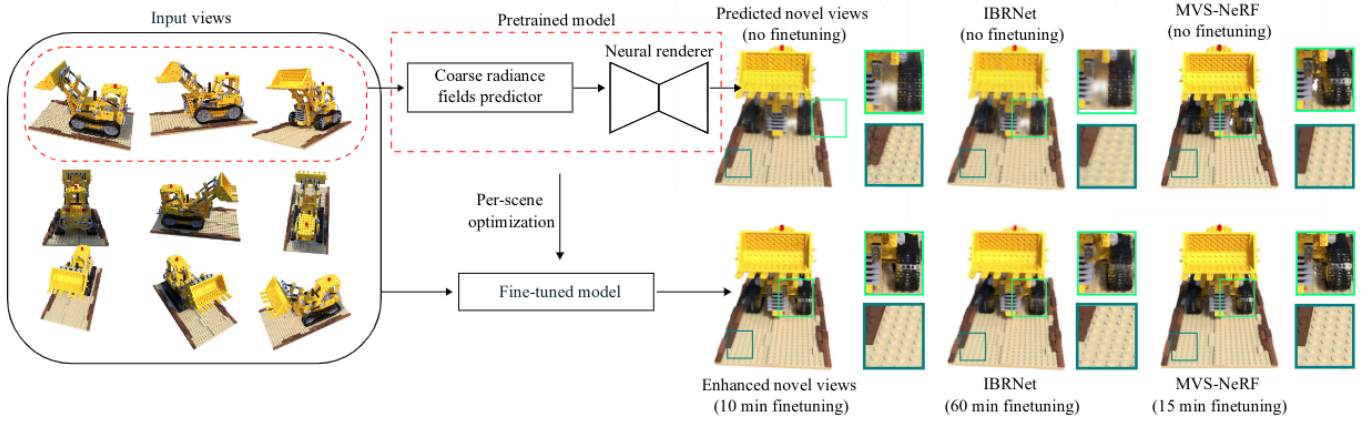 Input views
Pretrained model
Coarse radiance
fields predictor
Neural renderer
Predicted novel views
(no finetuning)
IBRNet
(no finetuning)
MVS-NeRF
(no finetuning)
Per-scene
optimization
Fine-tuned model
Enhanced novel views
(10 min finetuning)
IBRNet
(60 min finetuning)
MVS-NeRF
(15 min finetuning)